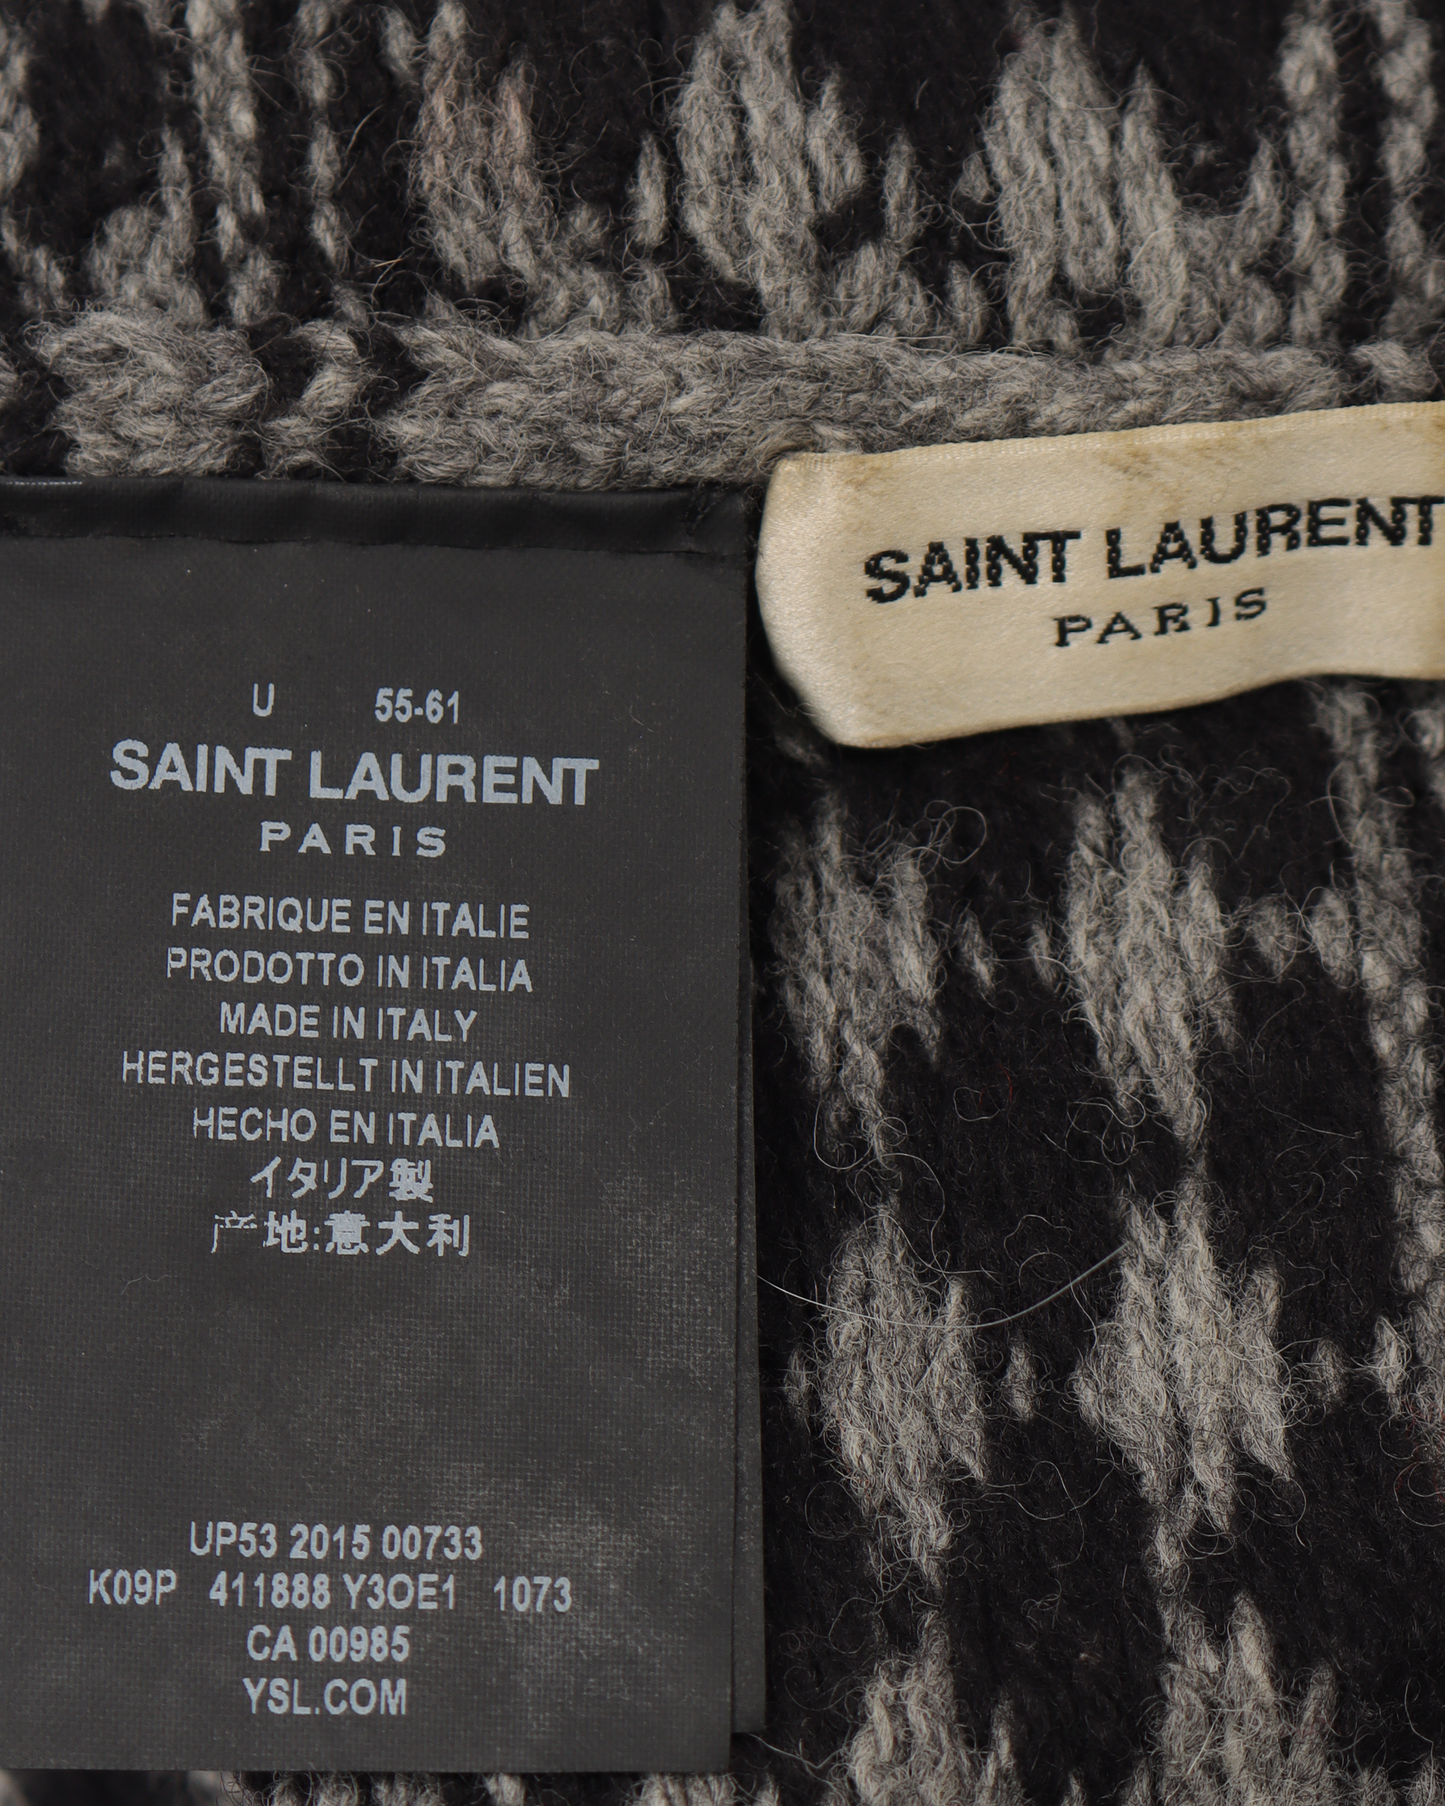 SAINT LAURENT
PARIS
U 55-61
SAINT LAURENT
PARIS
FABRIQUE EN ITALIE
PRODOTTO IN ITALIA
MADE IN ITALY
HERGESTELLT IN ITALIEN
HECHO EN ITALIA
イタリア製
产地:意大利
UP53 2015 00733
K09P 411888 Y3OE1 1073
CA 00985
YSL.COM